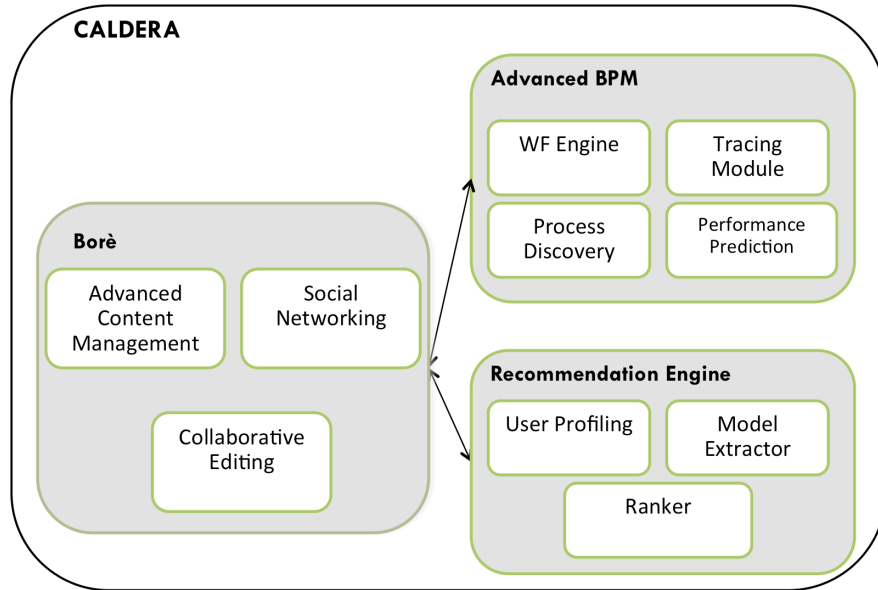 CALDERA
Advanced BPM
WF Engine
Tracing
Module
Process
Discovery
Performance
Prediction
Borè
Advanced
Content
Management
Social
Networking
Collaborative
Editing
Recommendation Engine
User Profiling
Model
Extractor
Ranker